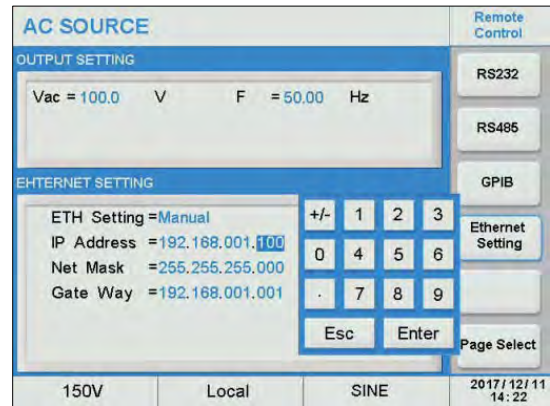 AC SOURCE
Remote
Control
OUTPUT SETTING
Vac = 100.0 V F = 50.00 Hz
RS232
RS485
EHTERNET SETTING
GPIB
ETH Setting =Manual
IP Address =192.168.001.100
Net Mask =255.255.255.000
Gate Way =192.168.001.001
+/- 1 2 3
0 4 5 6
. 7 8 9
Esc Enter
Ethernet
Setting
Page Select
150V Local SINE
2017/12/11
14:22